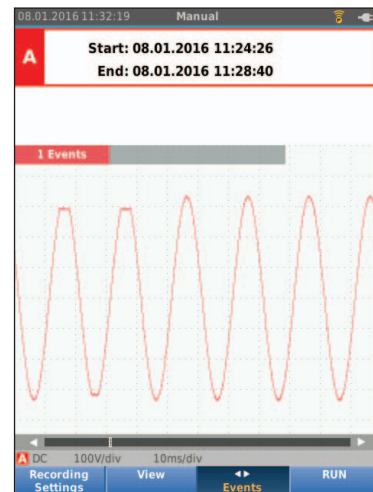 08.01.2016 11:32:19 Manual
A
Start: 08.01.2016 11:24:26
End: 08.01.2016 11:28:40
1 Events
A DC 100V/div 10ms/div
Recording Settings View Events RUN